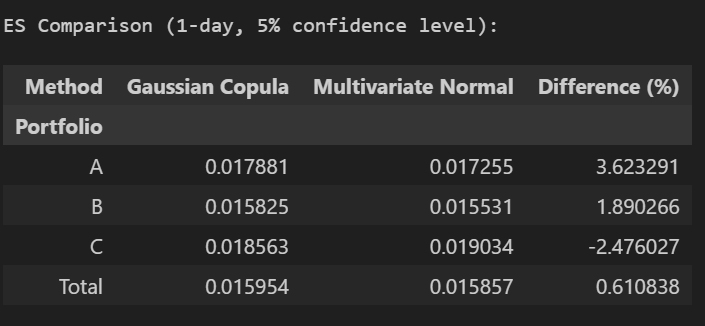 ES Comparison (1-day, 5% confidence level):
Method Gaussian Copula Multivariate Normal Difference (%)
Portfolio
A 0.017881 0.017255 3.623291
B 0.015825 0.015531 1.890266
C 0.018563 0.019034 -2.476027
Total 0.015954 0.015857 0.610838